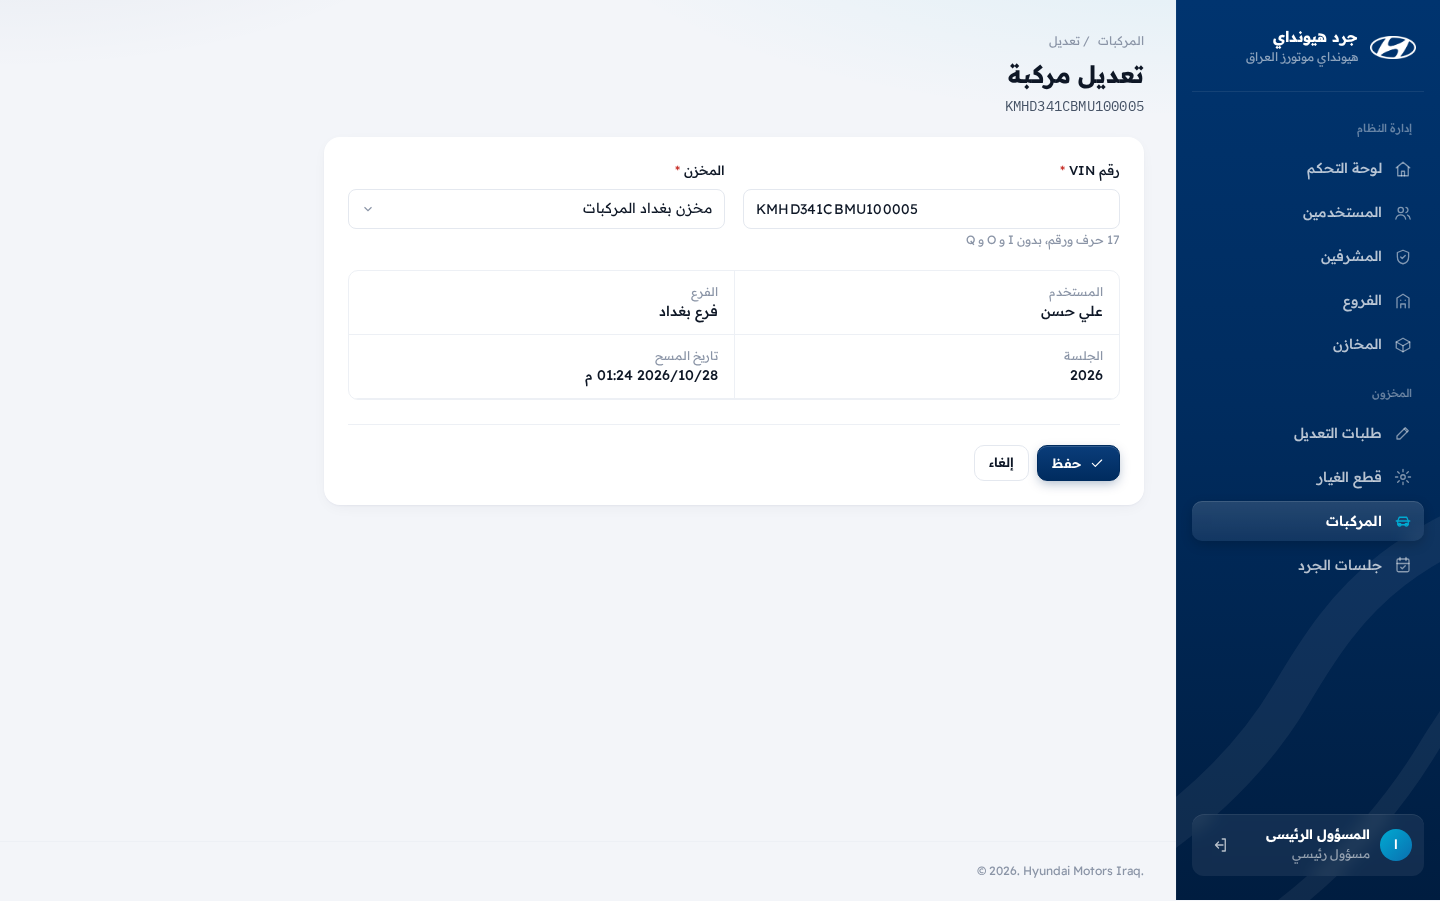 جرد هيونداي
هيونداي موتورز العراق
إدارة النظام
لوحة التحكم
المستخدمين
المشرفين
الفروع
المخازن
المخزون
طلبات التعديل
قطع الغيار
المركبات
جلسات الجرد
المسؤول الرئيسي
مسؤول رئيسي
ا
المركبات / تعديل
تعديل مركبة
KMHD341CBMU100005
رقم VIN *
KMHD341CBMU100005
17 حرف ورقم، بدون I و O و Q
المخزن *
مخزن بغداد المركبات
المستخدم
علي حسن
الفرع
فرع بغداد
الجلسة
2026
تاريخ المسح
2026/10/28 01:24 م
حفظ
إلغاء
© 2026. Hyundai Motors Iraq.